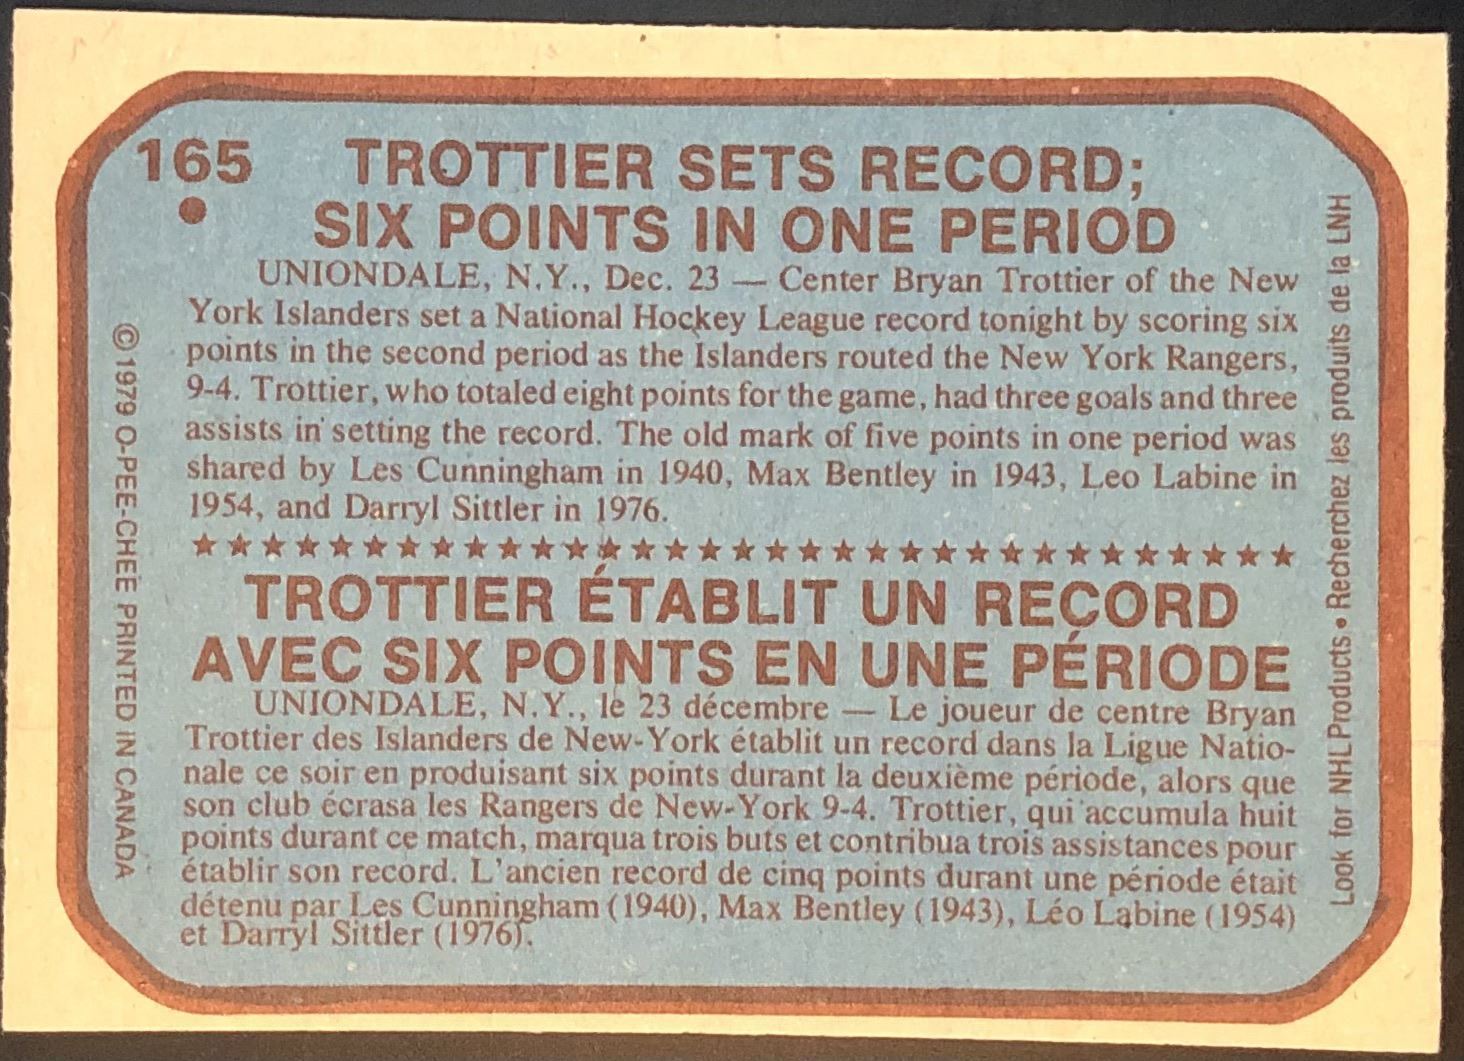 165
TROTTIER SETS RECORD;
SIX POINTS IN ONE PERIOD
UNIONDALE, N.Y., Dec. 23 — Center Bryan Trottier of the New
York Islanders set a National Hockey League record tonight by scoring six
points in the second period as the Islanders routed the New York Rangers,
9-4. Trottier, who totaled eight points for the game, had three goals and three
assists in setting the record. The old mark of five points in one period was
shared by Les Cunningham in 1940, Max Bentley in 1943, Leo Labine in
1954, and Darryl Sittler in 1976.
★★★★★★★★★★★★★★★★★★★★★★★★★★★★★★★★★
TROTTIER ÉTABLIT UN RECORD
AVEC SIX POINTS EN UNE PÉRIODE
UNIONDALE, N.Y., le 23 décembre — Le joueur de centre Bryan
Trottier des Islanders de New-York établit un record dans la Ligue Natio-
nale ce soir en produisant six points durant la deuxième période, alors que
son club écrasa les Rangers de New-York 9-4. Trottier, qui accumula huit
points durant ce match, marqua trois buts et contribua trois assistances pour
établir son record. L'ancien record de cinq points durant une période était
détenu par Les Cunningham (1940), Max Bentley (1943), Léo Labine (1954)
et Darryl Sittler (1976).
© 1979 O-PEE-CHEE PRINTED IN CANADA
Look for NHL Products • Recherchez les produits de la LNH